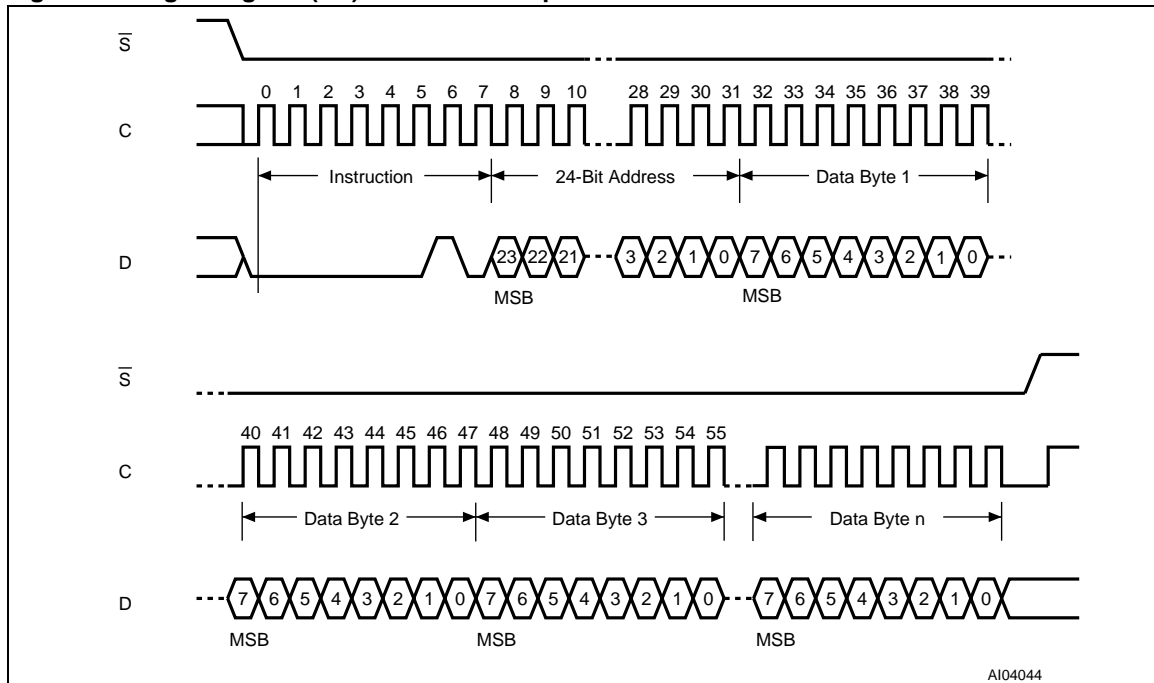 S
0 1 2 3 4 5 6 7 8 9 10 28 29 30 31 32 33 34 35 36 37 38 39
C
Instruction 24-Bit Address Data Byte 1
D 23 22 21 3 2 1 0 7 6 5 4 3 2 1 0
MSB MSB
S
40 41 42 43 44 45 46 47 48 49 50 51 52 53 54 55
C
Data Byte 2 Data Byte 3 Data Byte n
D 7 6 5 4 3 2 1 0 7 6 5 4 3 2 1 0 7 6 5 4 3 2 1 0
MSB MSB MSB
AI04044